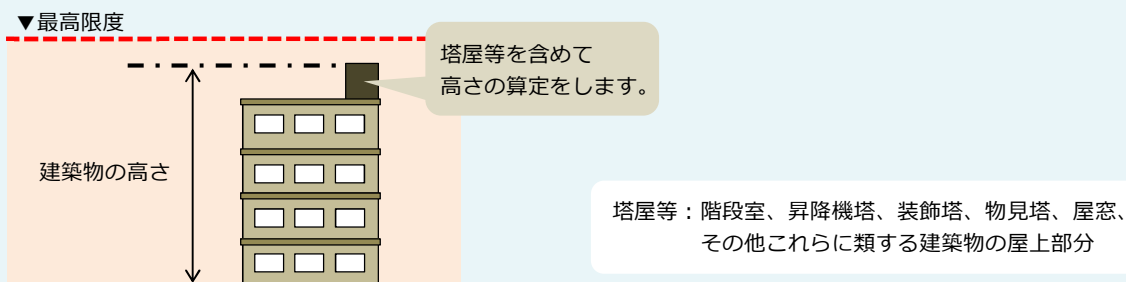 ▼最高限度
塔屋等を含めて
高さの算定をします。
建築物の高さ
塔屋等：階段室、昇降機塔、装飾塔、物見塔、屋窓、
その他これらに類する建築物の屋上部分